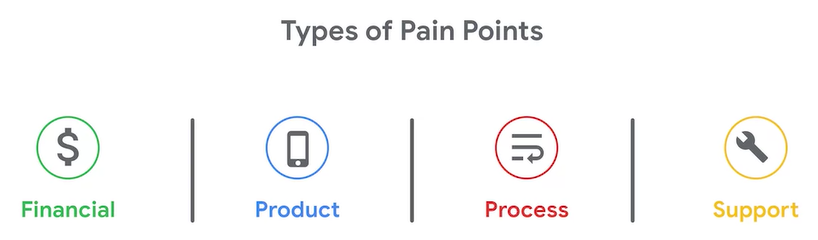 Types of Pain Points
Financial
Product
Process
Support